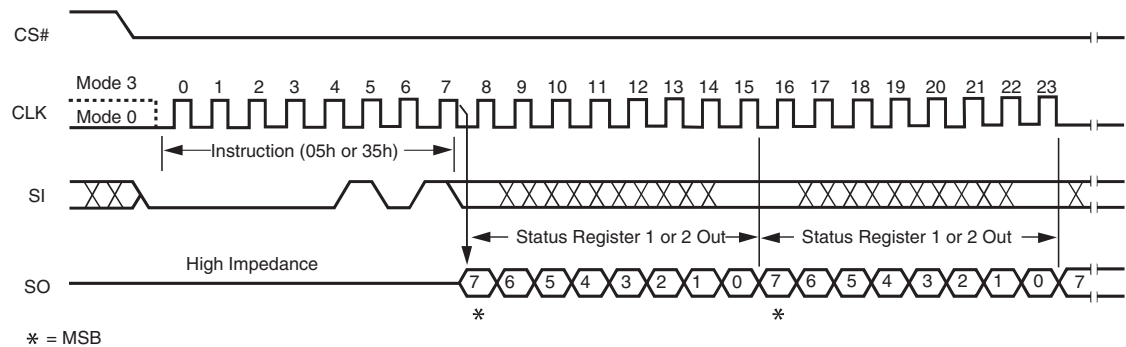 CS#
Mode 3
0 1 2 3 4 5 6 7 8 9 10 11 12 13 14 15 16 17 18 19 20 21 22 23
CLK
Mode 0
Instruction (05h or 35h)
SI
Status Register 1 or 2 Out
Status Register 1 or 2 Out
High Impedance
SO
7 6 5 4 3 2 1 0 7 6 5 4 3 2 1 0 7
* *
* = MSB